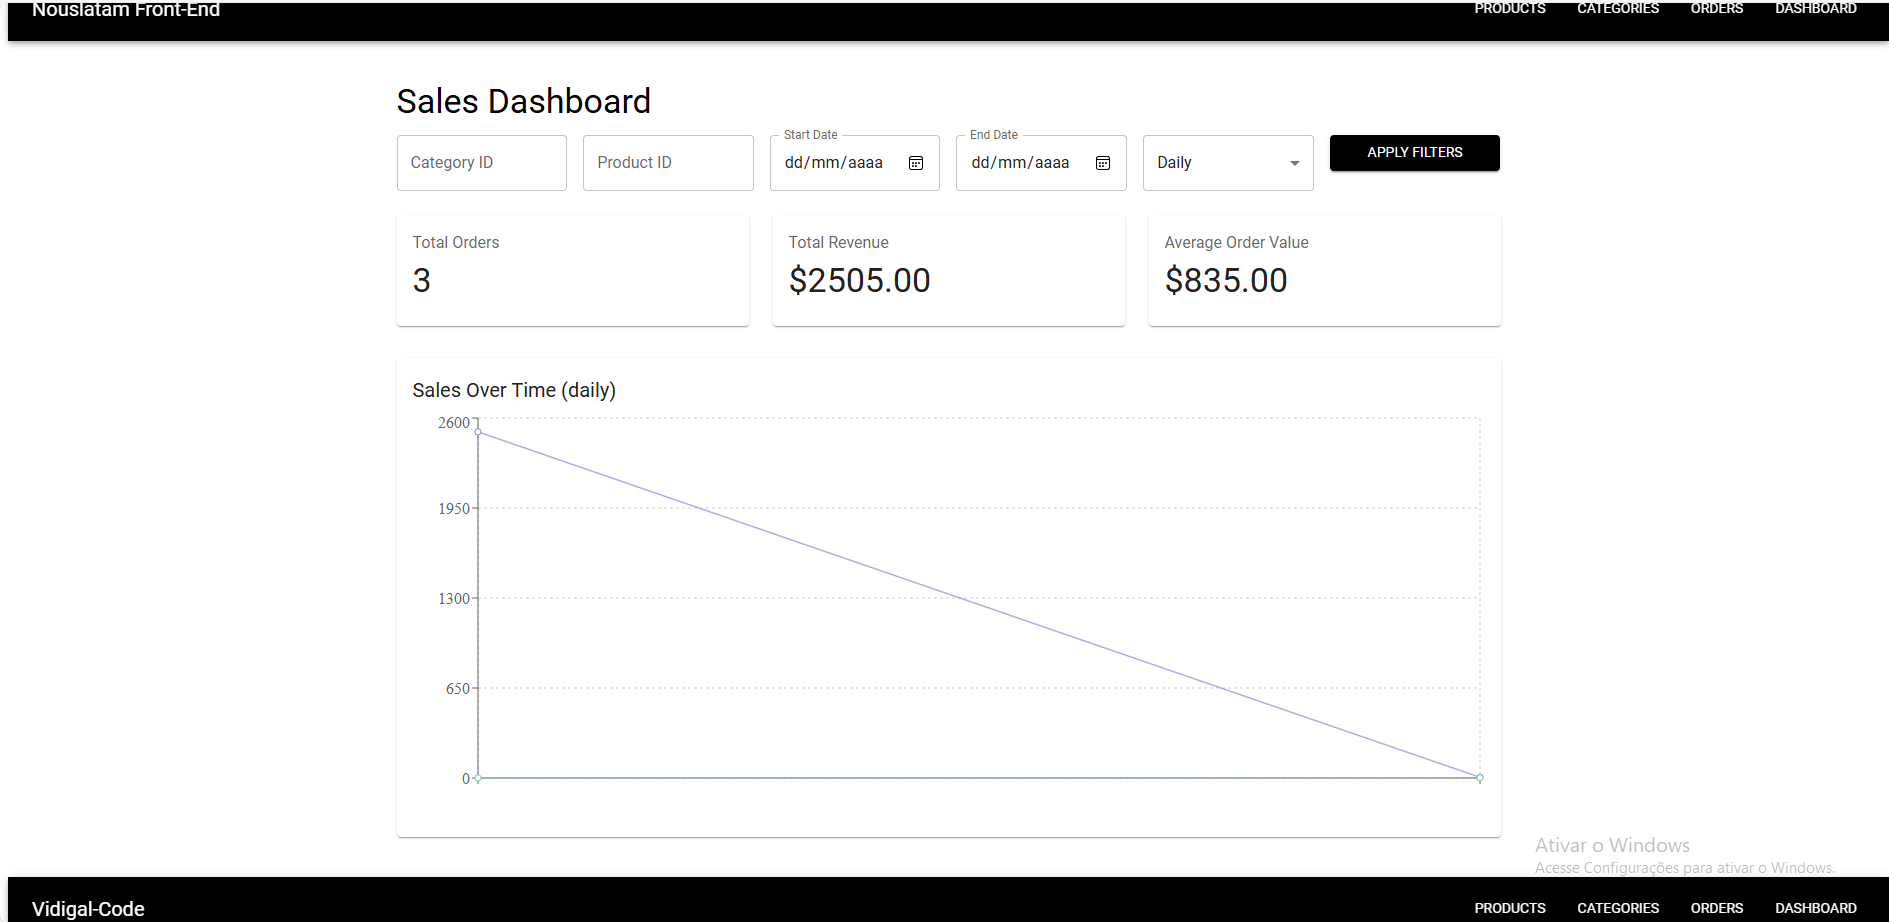 Nouslatam Front-End PRODUCTS CATEGORIES ORDERS DASHBOARD
Sales Dashboard
Start Date End Date
Category ID Product ID dd/mm/aaaa dd/mm/aaaa Daily APPLY FILTERS
Total Orders Total Revenue Average Order Value
3 $2505.00 $835.00
Sales Over Time (daily)
2600
1950
1300
650
0
Ativar o Windows
Acesse Configurações para ativar o Windows.
Vidigal-Code PRODUCTS CATEGORIES ORDERS DASHBOARD